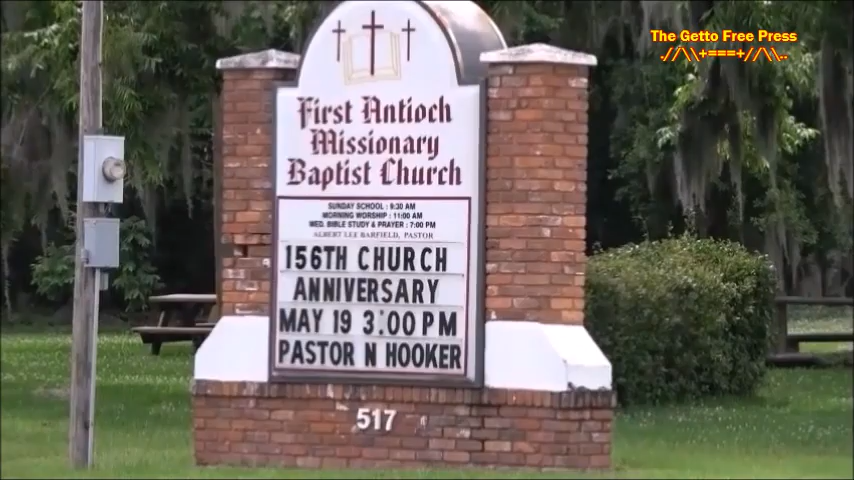 The Getto Free Press
./\/\+===+/\/\..
First Antioch
Missionary
Baptist Church
SUNDAY SCHOOL : 9:30 AM
MORNING WORSHIP : 11:00 AM
WED. BIBLE STUDY & PRAYER : 7:00 PM
ALBERT LEE BARFIELD, PASTOR
156TH CHURCH
ANNIVERSARY
MAY 19 3:00 PM
PASTOR N HOOKER
517